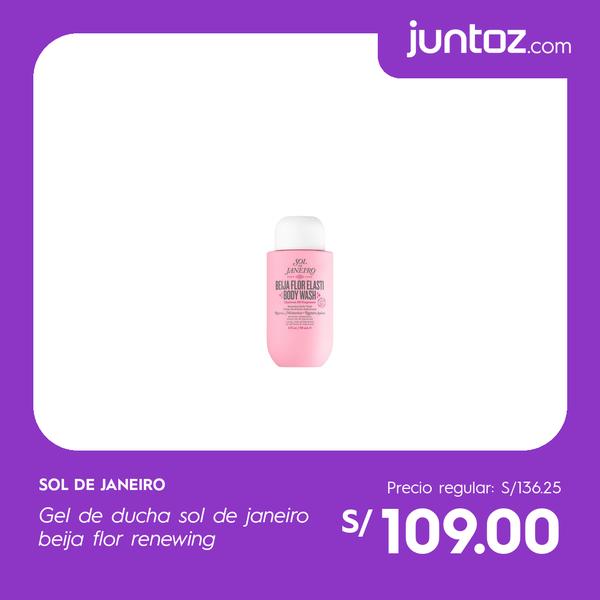 juntoz.com
SOL
DE
JANEIRO
BEIJA FLOR ELASTI
BODY WASH
SOL DE JANEIRO
Gel de ducha sol de janeiro
beija flor renewing
Precio regular: S/136.25
S/109.00